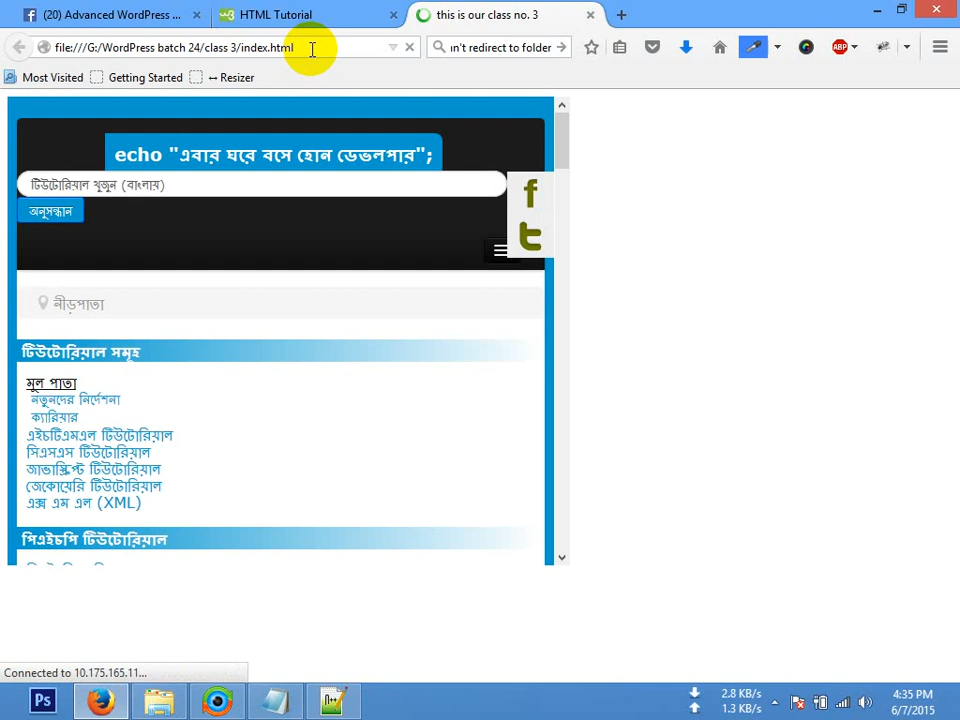 (20) Advanced WordPress ...
HTML Tutorial
this is our class no. 3
file:///G:/WordPress batch 24/class 3/index.html
ın't redirect to folder
ABP
Most Visited
Getting Started
↔ Resizer
echo "এবার ঘরে বসে হোন ডেভলপার";
টিউটোরিয়াল খুজুন (বাংলায়)
অনুসন্ধান
নীড়পাতা
টিউটোরিয়াল সমূহ
মূল পাতা
নতুনদের নির্দেশনা
ক্যারিয়ার
এইচটিএমএল টিউটোরিয়াল
সিএসএস টিউটোরিয়াল
জাভাস্ক্রিপ্ট টিউটোরিয়াল
জেকোয়েরি টিউটোরিয়াল
এক্স এম এল (XML)
পিএইচপি টিউটোরিয়াল
Connected to 10.175.165.11...
Ps
2.8 KB/s
1.3 KB/s
4:35 PM
6/7/2015